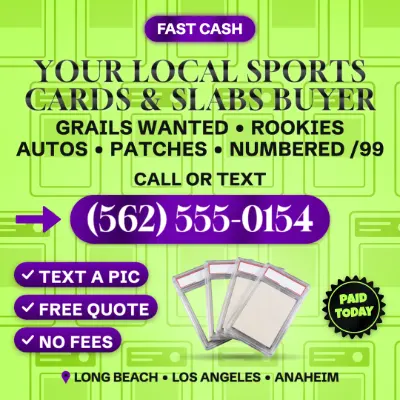 FAST CASH
YOUR LOCAL SPORTS
CARDS & SLABS BUYER
GRAILS WANTED • ROOKIES
AUTOS • PATCHES • NUMBERED /99
CALL OR TEXT
(562) 555-0154
TEXT A PIC
FREE QUOTE
NO FEES
PAID
TODAY
LONG BEACH • LOS ANGELES • ANAHEIM